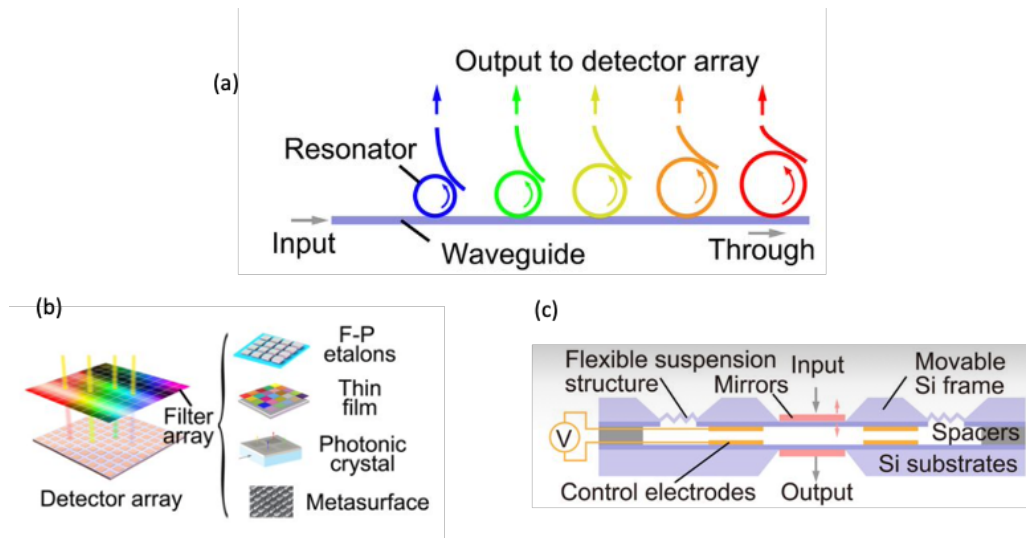 (a)
Output to detector array
Resonator
Input
Waveguide
Through
(b)
F-P
etalons
Thin
film
Filter
array
Photonic
crystal
Detector array
Metasurface
(c)
Flexible suspension
structure
Mirrors
Input
Movable
Si frame
V
Spacers
Si substrates
Control electrodes
Output